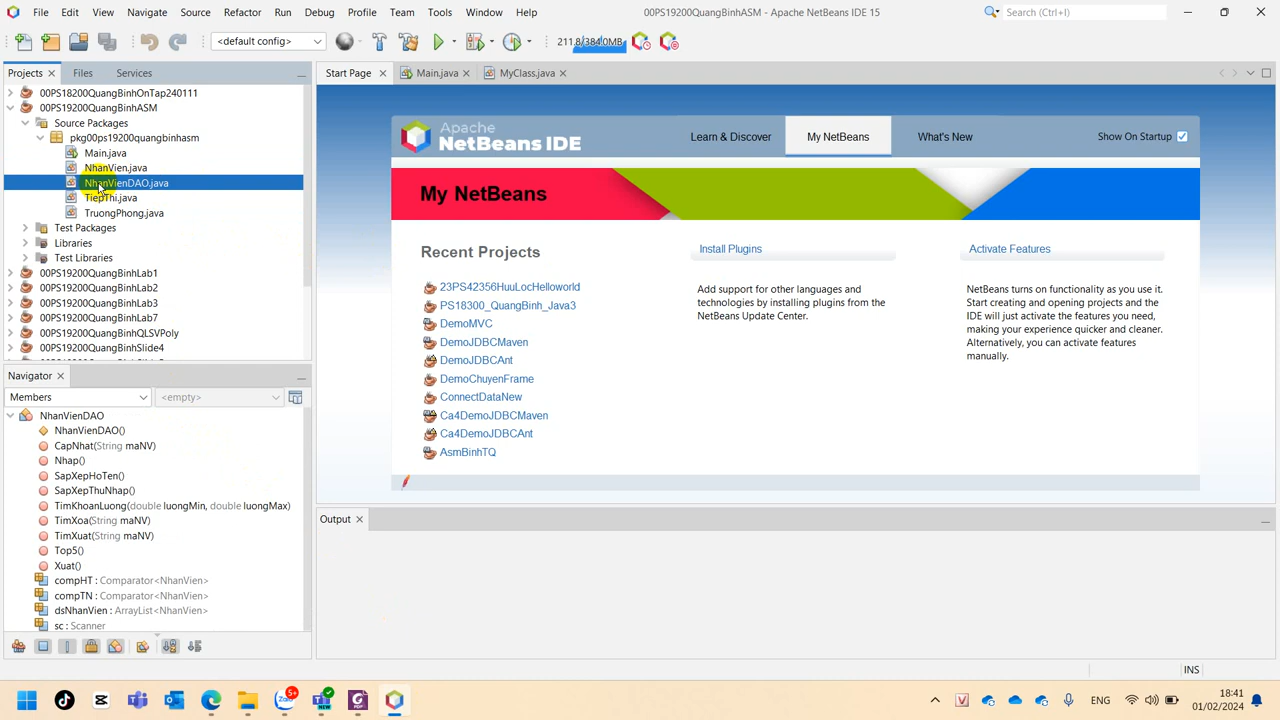 File Edit View Navigate Source Refactor Run Debug Profile Team Tools Window Help
00PS19200QuangBinhASM - Apache NetBeans IDE 15
Search (Ctrl+I)
<default config>
211.8/384.0MB
Projects Files Services
00PS18200QuangBinhOnTap240111
00PS19200QuangBinhASM
Source Packages
pkg00ps19200quangbinhasm
Main.java
NhanVien.java
NhanVienDAO.java
TiepThi.java
TruongPhong.java
Test Packages
Libraries
Test Libraries
00PS19200QuangBinhLab1
00PS19200QuangBinhLab2
00PS19200QuangBinhLab3
00PS19200QuangBinhLab7
00PS19200QuangBinhQLSVPoly
00PS19200QuangBinhSlide4
Navigator
Members
<empty>
NhanVienDAO
NhanVienDAO()
CapNhat(String maNV)
Nhap()
SapXepHoTen()
SapXepThuNhap()
TimKhoanLuong(double luongMin, double luongMax)
TimXoa(String maNV)
TimXuat(String maNV)
Top5()
Xuat()
compHT : Comparator<NhanVien>
compTN : Comparator<NhanVien>
dsNhanVien : ArrayList<NhanVien>
sc : Scanner
Start Page Main.java MyClass.java
Apache
NetBeans IDE
Learn & Discover My NetBeans What's New
Show On Startup
My NetBeans
Recent Projects
23PS42356HuuLocHelloworld
PS18300_QuangBinh_Java3
DemoMVC
DemoJDBCMaven
DemoJDBCAnt
DemoChuyenFrame
ConnectDataNew
Ca4DemoJDBCMaven
Ca4DemoJDBCAnt
AsmBinhTQ
Install Plugins
Add support for other languages and
technologies by installing plugins from the
NetBeans Update Center.
Activate Features
NetBeans turns on functionality as you use it.
Start creating and opening projects and the
IDE will just activate the features you need,
making your experience quicker and cleaner.
Alternatively, you can activate features
manually.
Output
INS
5+
NEW
ENG
18:41
01/02/2024